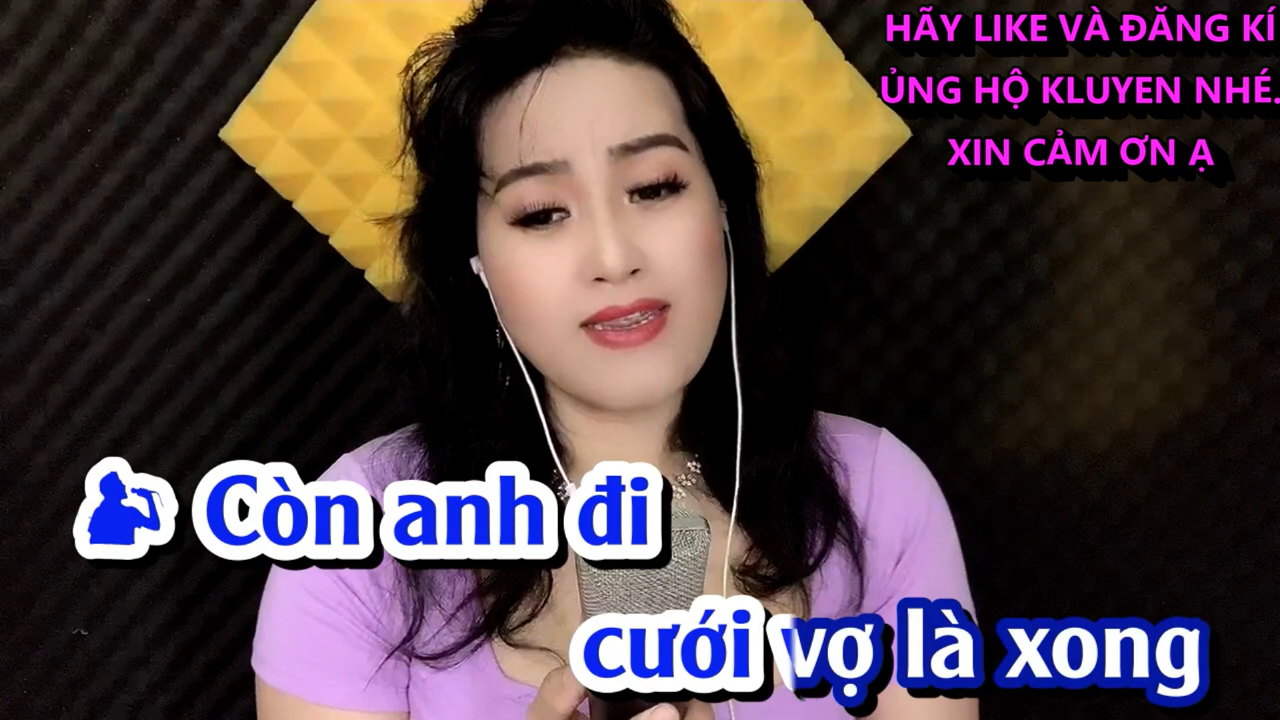 HÃY LIKE VÀ ĐĂNG KÍ
ỦNG HỘ KLUYEN NHÉ.
XIN CẢM ƠN Ạ
Còn anh đi
cưới vợ là xong